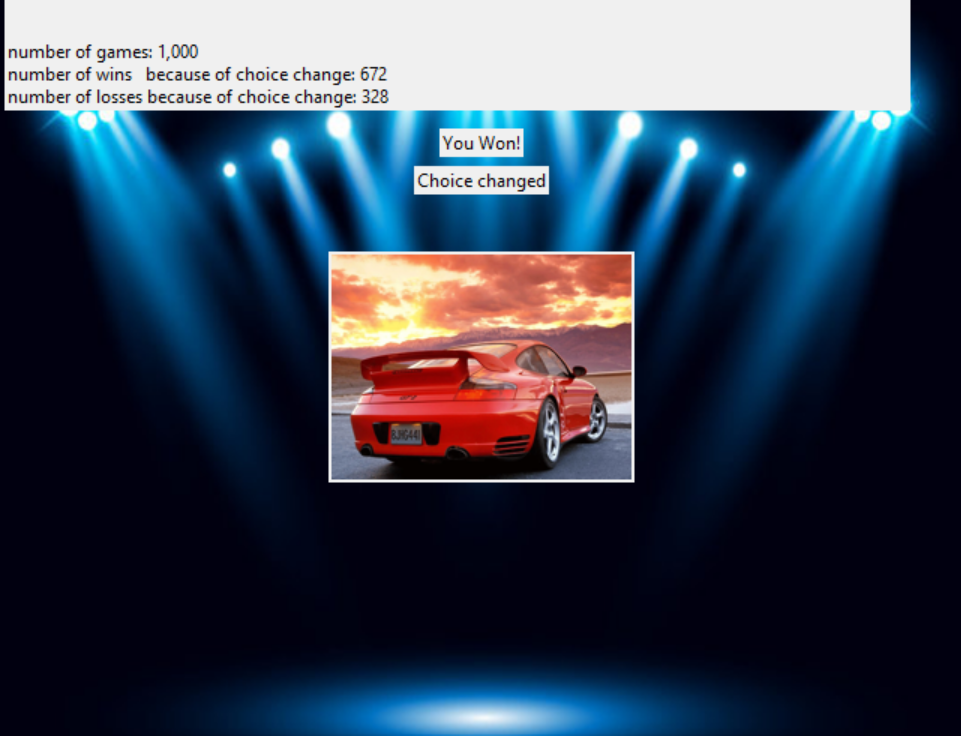 number of games: 1,000
number of wins   because of choice change: 672
number of losses because of choice change: 328
You Won!
Choice changed